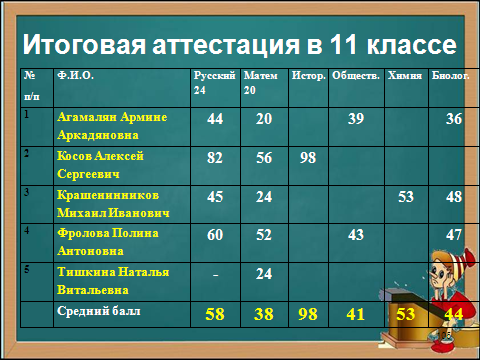 Итоговая аттестация в 11 классе
№ п/п Ф.И.О. Русский 24 Матем 20 Истор. Обществ. Химия Биолог.
1 Агамалян Армине Аркадяновна 44 20 39 36
2 Косов Алексей Сергеевич 82 56 98
3 Крашенинников Михаил Иванович 45 24 53 48
4 Фролова Полина Антоновна 60 52 43 47
5 Тишкина Наталья Витальевна - 24
Средний балл 58 38 98 41 53 44